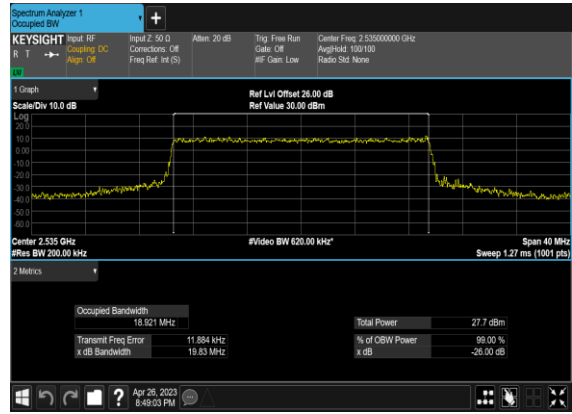 Spectrum Analyzer 1
Occupied BW
+
KEYSIGHT Input: RF Input Z: 50 Ω Atten: 20 dB Trig: Free Run Center Freq: 2.535000000 GHz
R T Coupling: DC Corrections: Off Gate: Off Avg|Hold: 100/100
Align: Off Freq Ref: Int (S) #IF Gain: Low Radio Std: None
1 Graph
Ref Lvl Offset 26.00 dB
Scale/Div 10.0 dB Ref Value 30.00 dBm
Log
20.0
10.0
0.00
-10.0
-20.0
-30.0
-40.0
-50.0
-60.0
Center 2.535 GHz #Video BW 620.00 kHz* Span 40 MHz
#Res BW 200.00 kHz Sweep 1.27 ms (1001 pts)
2 Metrics
Occupied Bandwidth
18.921 MHz Total Power 27.7 dBm
Transmit Freq Error 11.884 kHz % of OBW Power 99.00 %
x dB Bandwidth 19.83 MHz x dB -26.00 dB
? Apr 26, 2023
8:49:03 PM